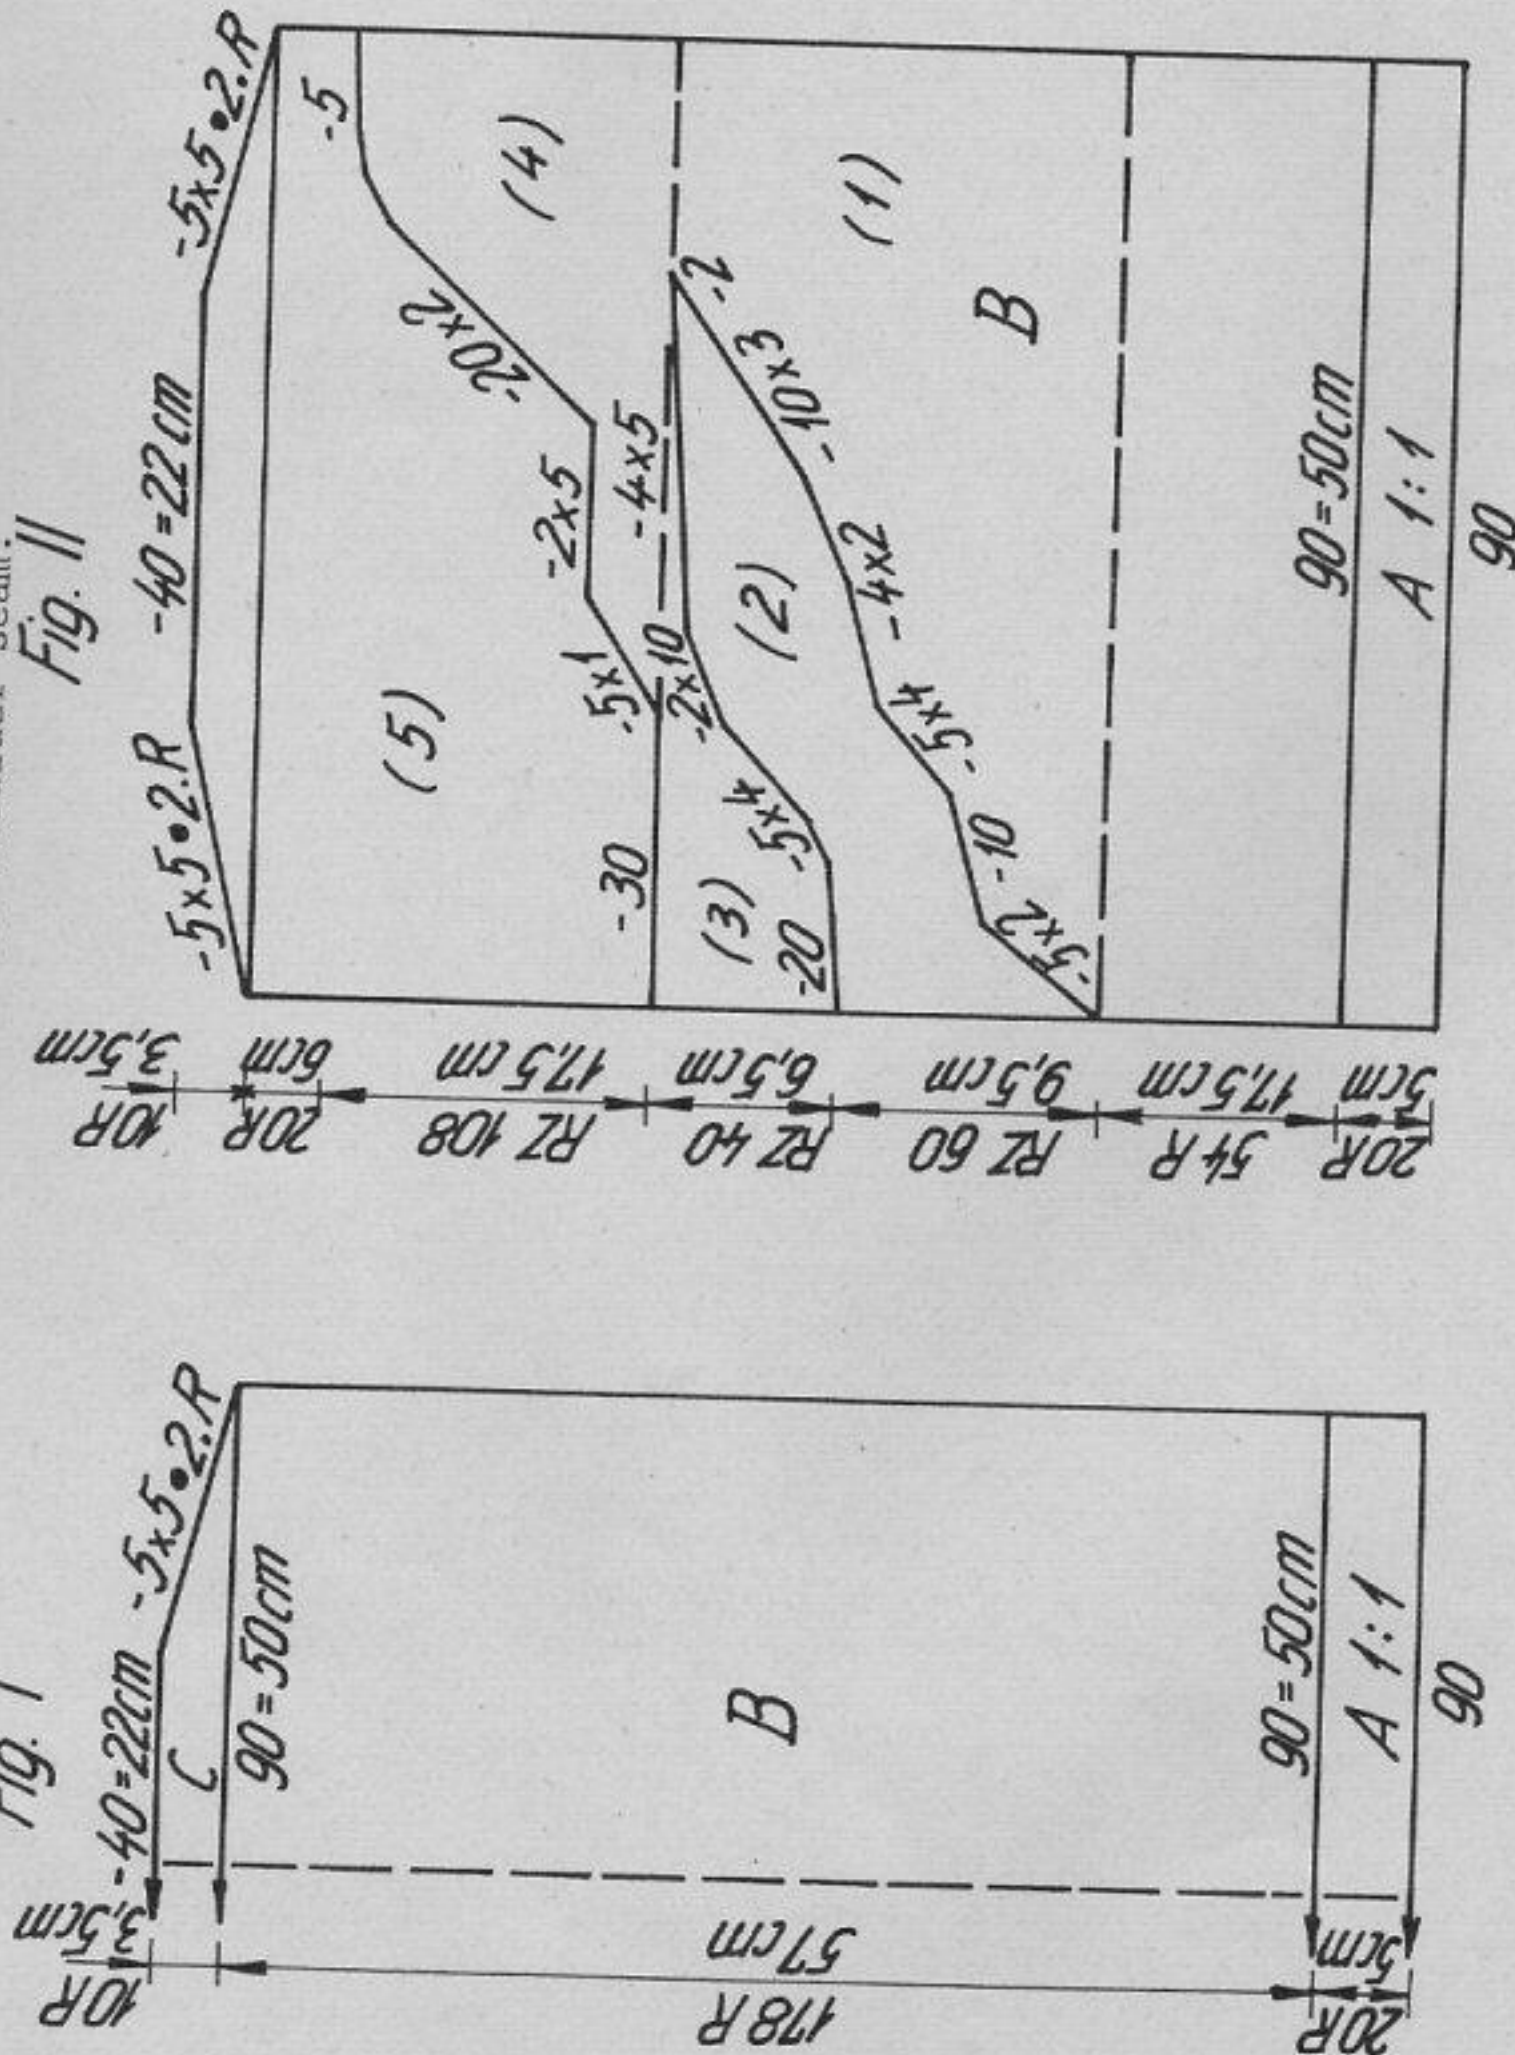 Fig. II
-5x5•2.R
-40=22cm
-5x5•2.R
-5
(5)
(4)
-20x2
-2x5
-5x1
-30
-4x5
-2x10
-2
(3)
(2)
(1)
-5x4
-20
-10x3
-4x2
-5x4
-10
-5x2
B
90=50cm
A 1:1
90
10R 3,5cm
20R 6cm
RZ 108 17,5cm
RZ 40 6,5cm
RZ 60 9,5cm
54R 17,5cm
20R 5cm
Fig. I
-40=22cm
-5x5•2.R
C
90=50cm
B
90=50cm
A 1:1
90
10R 3,5cm
178R 57cm
20R 5cm